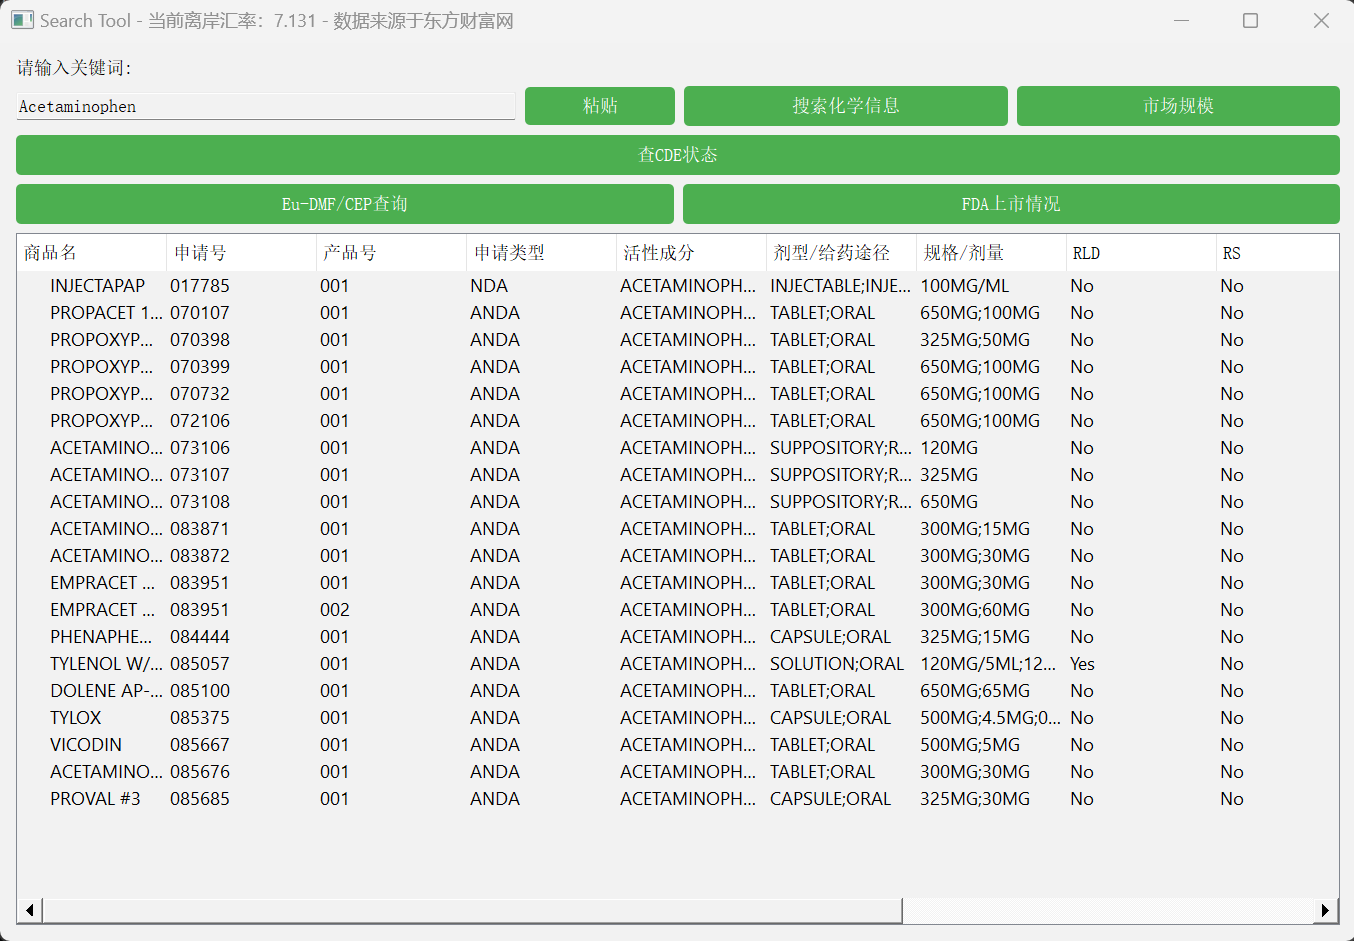 Search Tool - 当前离岸汇率：7.131 - 数据来源于东方财富网
请输入关键词：
Acetaminophen 粘贴 搜索化学信息 市场规模
查CDE状态
Eu-DMF/CEP查询 FDA上市情况
商品名 申请号 产品号 申请类型 活性成分 剂型/给药途径 规格/剂量 RLD RS
INJECTAPAP 017785 001 NDA ACETAMINOPH... INJECTABLE;INJE... 100MG/ML No No
PROPACET 1... 070107 001 ANDA ACETAMINOPH... TABLET;ORAL 650MG;100MG No No
PROPOXYP... 070398 001 ANDA ACETAMINOPH... TABLET;ORAL 325MG;50MG No No
PROPOXYP... 070399 001 ANDA ACETAMINOPH... TABLET;ORAL 650MG;100MG No No
PROPOXYP... 070732 001 ANDA ACETAMINOPH... TABLET;ORAL 650MG;100MG No No
PROPOXYP... 072106 001 ANDA ACETAMINOPH... TABLET;ORAL 650MG;100MG No No
ACETAMINO... 073106 001 ANDA ACETAMINOPH... SUPPOSITORY;R... 120MG No No
ACETAMINO... 073107 001 ANDA ACETAMINOPH... SUPPOSITORY;R... 325MG No No
ACETAMINO... 073108 001 ANDA ACETAMINOPH... SUPPOSITORY;R... 650MG No No
ACETAMINO... 083871 001 ANDA ACETAMINOPH... TABLET;ORAL 300MG;15MG No No
ACETAMINO... 083872 001 ANDA ACETAMINOPH... TABLET;ORAL 300MG;30MG No No
EMPRACET ... 083951 001 ANDA ACETAMINOPH... TABLET;ORAL 300MG;30MG No No
EMPRACET ... 083951 002 ANDA ACETAMINOPH... TABLET;ORAL 300MG;60MG No No
PHENAPHE... 084444 001 ANDA ACETAMINOPH... CAPSULE;ORAL 325MG;15MG No No
TYLENOL W/... 085057 001 ANDA ACETAMINOPH... SOLUTION;ORAL 120MG/5ML;12... Yes No
DOLENE AP-... 085100 001 ANDA ACETAMINOPH... TABLET;ORAL 650MG;65MG No No
TYLOX 085375 001 ANDA ACETAMINOPH... CAPSULE;ORAL 500MG;4.5MG;0... No No
VICODIN 085667 001 ANDA ACETAMINOPH... TABLET;ORAL 500MG;5MG No No
ACETAMINO... 085676 001 ANDA ACETAMINOPH... TABLET;ORAL 300MG;30MG No No
PROVAL #3 085685 001 ANDA ACETAMINOPH... CAPSULE;ORAL 325MG;30MG No No